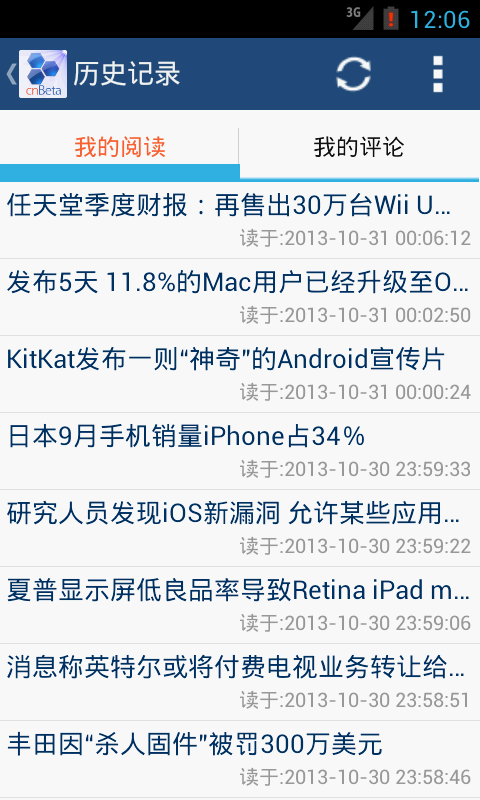 3G
12:06
cnBeta
历史记录
我的阅读
我的评论
任天堂季度财报：再售出30万台Wii U...
读于:2013-10-31 00:06:12
发布5天 11.8%的Mac用户已经升级至O...
读于:2013-10-31 00:02:50
KitKat发布一则“神奇”的Android宣传片
读于:2013-10-31 00:00:24
日本9月手机销量iPhone占34%
读于:2013-10-30 23:59:33
研究人员发现iOS新漏洞 允许某些应用...
读于:2013-10-30 23:59:22
夏普显示屏低良品率导致Retina iPad m...
读于:2013-10-30 23:59:06
消息称英特尔或将付费电视业务转让给...
读于:2013-10-30 23:58:51
丰田因“杀人固件”被罚300万美元
读于:2013-10-30 23:58:46